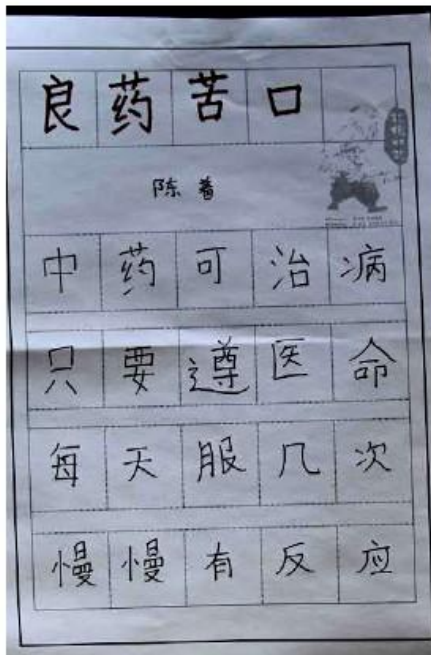 良药苦口
陈着
中药可治病
只要遵医命
每天服几次
慢慢有反应